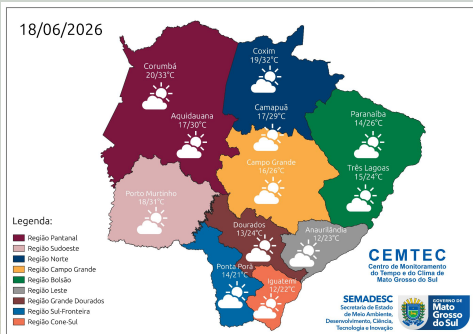 18/06/2026
Coxim
19/32°C
Corumbá
20/33°C
Camapuã
17/29°C
Aquidauana
17/30°C
Paranaíba
14/26°C
Campo Grande
16/26°C
Três Lagoas
15/24°C
Porto Murtinho
18/31°C
Dourados
13/24°C
Anaurilândia
12/23°C
Ponta Porã
14/21°C
Iguatemi
12/22°C
Legenda:
Região Pantanal
Região Sudoeste
Região Norte
Região Campo Grande
Região Bolsão
Região Leste
Região Grande Dourados
Região Sul-Fronteira
Região Cone-Sul
CEMTEC
Centro de Monitoramento
do Tempo e do Clima de
Mato Grosso do Sul
SEMADESC
Secretaria de Estado
de Meio Ambiente,
Desenvolvimento, Ciência,
Tecnologia e Inovação
GOVERNO DE
Mato
Grosso
do Sul